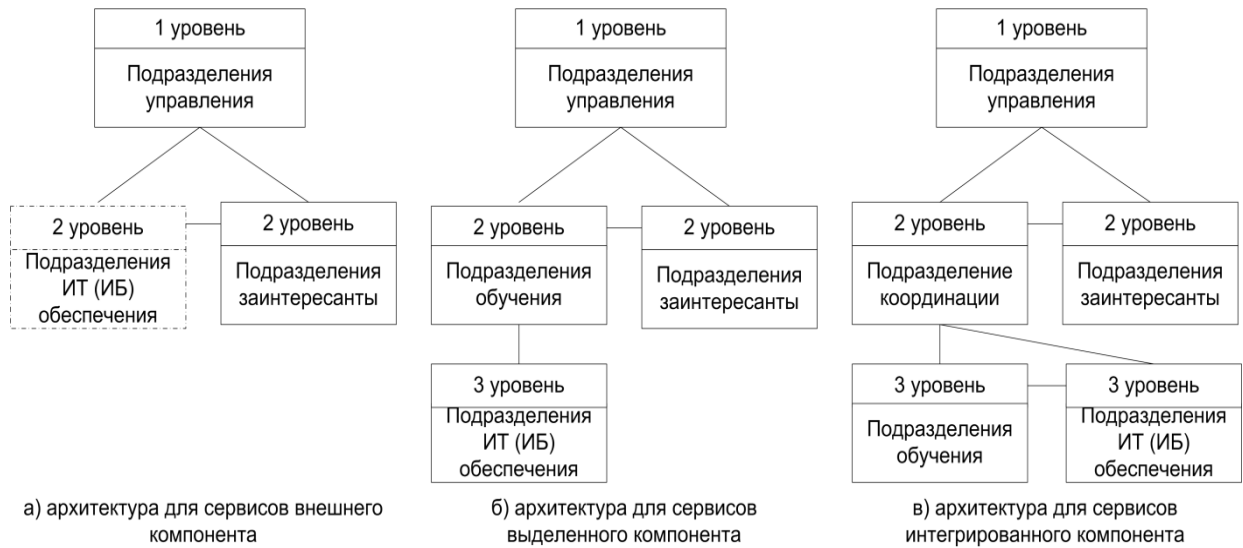 1 уровень
Подразделения
управления
2 уровень
Подразделения
ИТ (ИБ)
обеспечения
2 уровень
Подразделения
заинтересанты
а) архитектура для сервисов внешнего
компонента
1 уровень
Подразделения
управления
2 уровень
Подразделения
обучения
2 уровень
Подразделения
заинтересанты
3 уровень
Подразделения
ИТ (ИБ)
обеспечения
б) архитектура для сервисов
выделенного компонента
1 уровень
Подразделения
управления
2 уровень
Подразделение
координации
2 уровень
Подразделения
заинтересанты
3 уровень
Подразделения
обучения
3 уровень
Подразделения
ИТ (ИБ)
обеспечения
в) архитектура для сервисов
интегрированного компонента